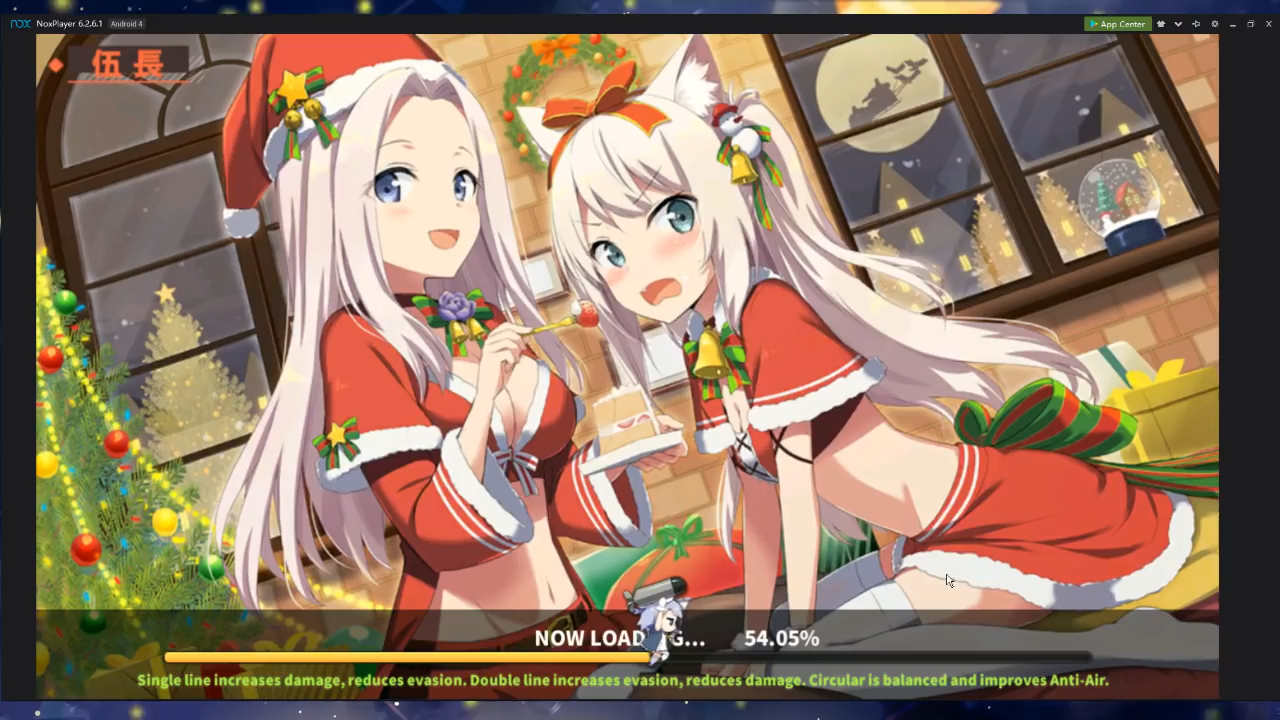 nox NoxPlayer 6.2.6.1 Android 4
App Center
伍長
NOW LOAD G... 54.05%
Single line increases damage, reduces evasion. Double line increases evasion, reduces damage. Circular is balanced and improves Anti-Air.